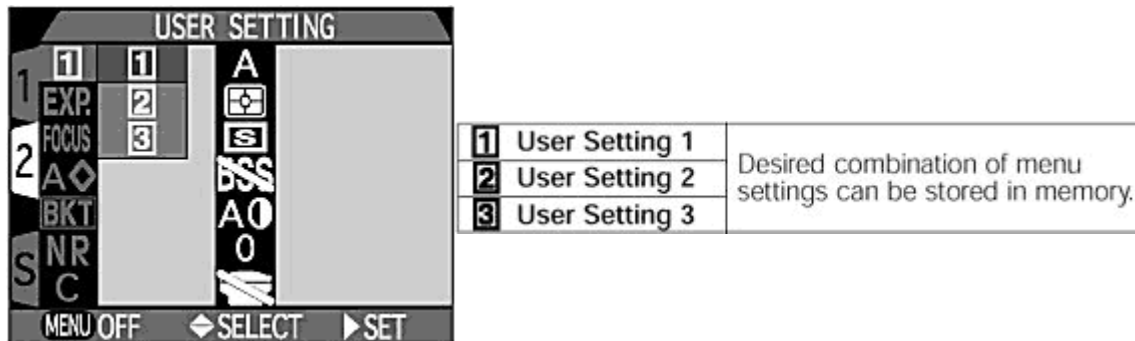 USER SETTING
1
2
S
1
EXP.
FOCUS
A
BKT
NR
C
1
2
3
A
S
BSS
A
0
MENU OFF SELECT SET
1 User Setting 1
2 User Setting 2
3 User Setting 3
Desired combination of menu
settings can be stored in memory.